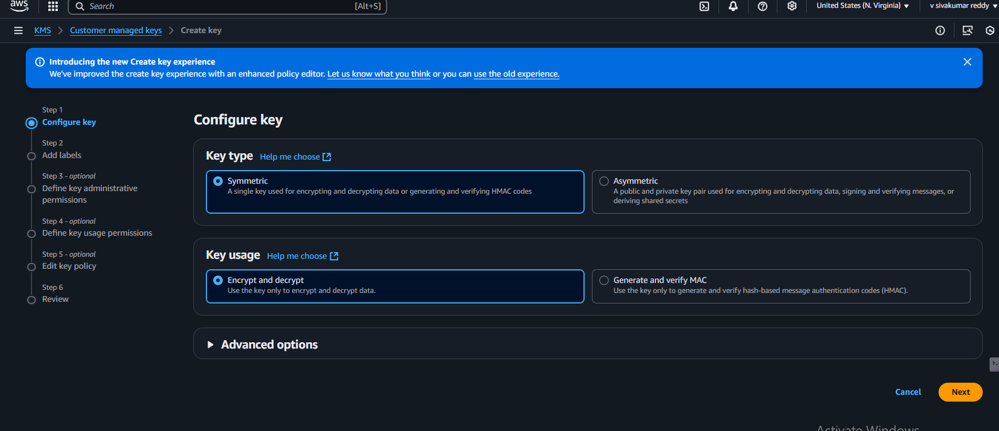 aws
Search [Alt+S]
United States (N. Virginia)
v sivakumar reddy
KMS
Customer managed keys
Create key
Introducing the new Create key experience
We've improved the create key experience with an enhanced policy editor. Let us know what you think or you can use the old experience.
Step 1
Configure key
Step 2
Add labels
Step 3 - optional
Define key administrative
permissions
Step 4 - optional
Define key usage permissions
Step 5 - optional
Edit key policy
Step 6
Review
Configure key
Key type Help me choose
Symmetric
A single key used for encrypting and decrypting data or generating and verifying HMAC codes
Asymmetric
A public and private key pair used for encrypting and decrypting data, signing and verifying messages, or
deriving shared secrets
Key usage Help me choose
Encrypt and decrypt
Use the key only to encrypt and decrypt data.
Generate and verify MAC
Use the key only to generate and verify hash-based message authentication codes (HMAC).
Advanced options
Cancel
Next
Activate Windows